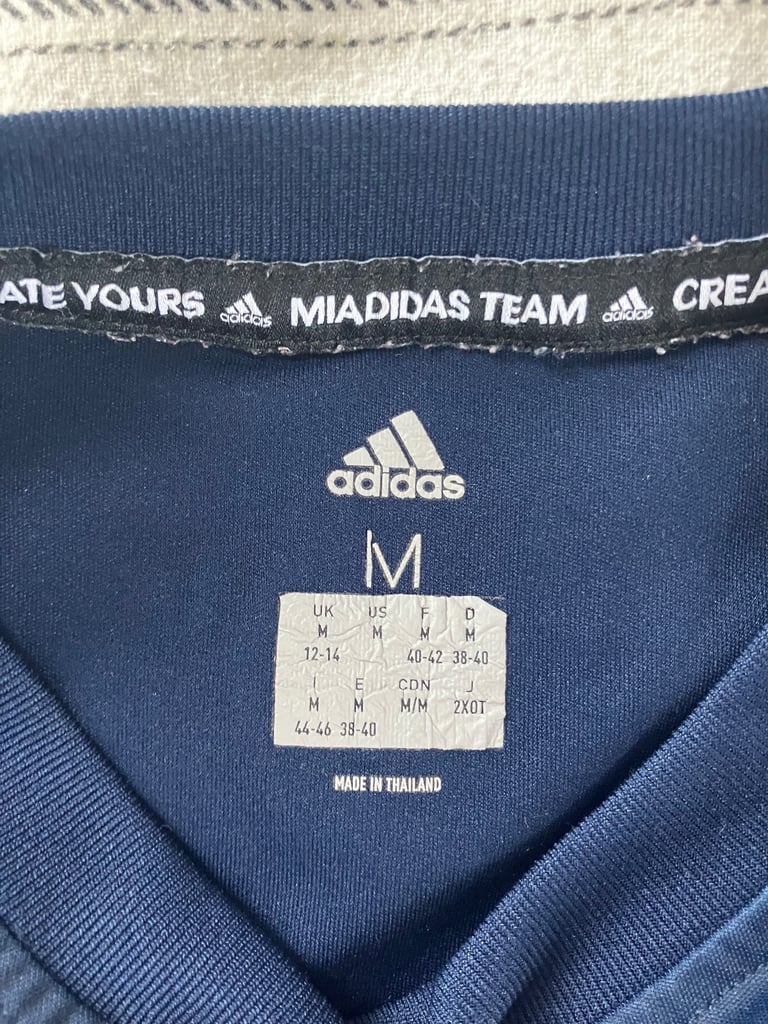 ATE YOURS adidas MIADIDAS TEAM adidas CREA
adidas
M
UK US F D
M M M M
12-14 40-42 38-40
I E CDN J
M M M/M 2XOT
44-46 38-40
MADE IN THAILAND